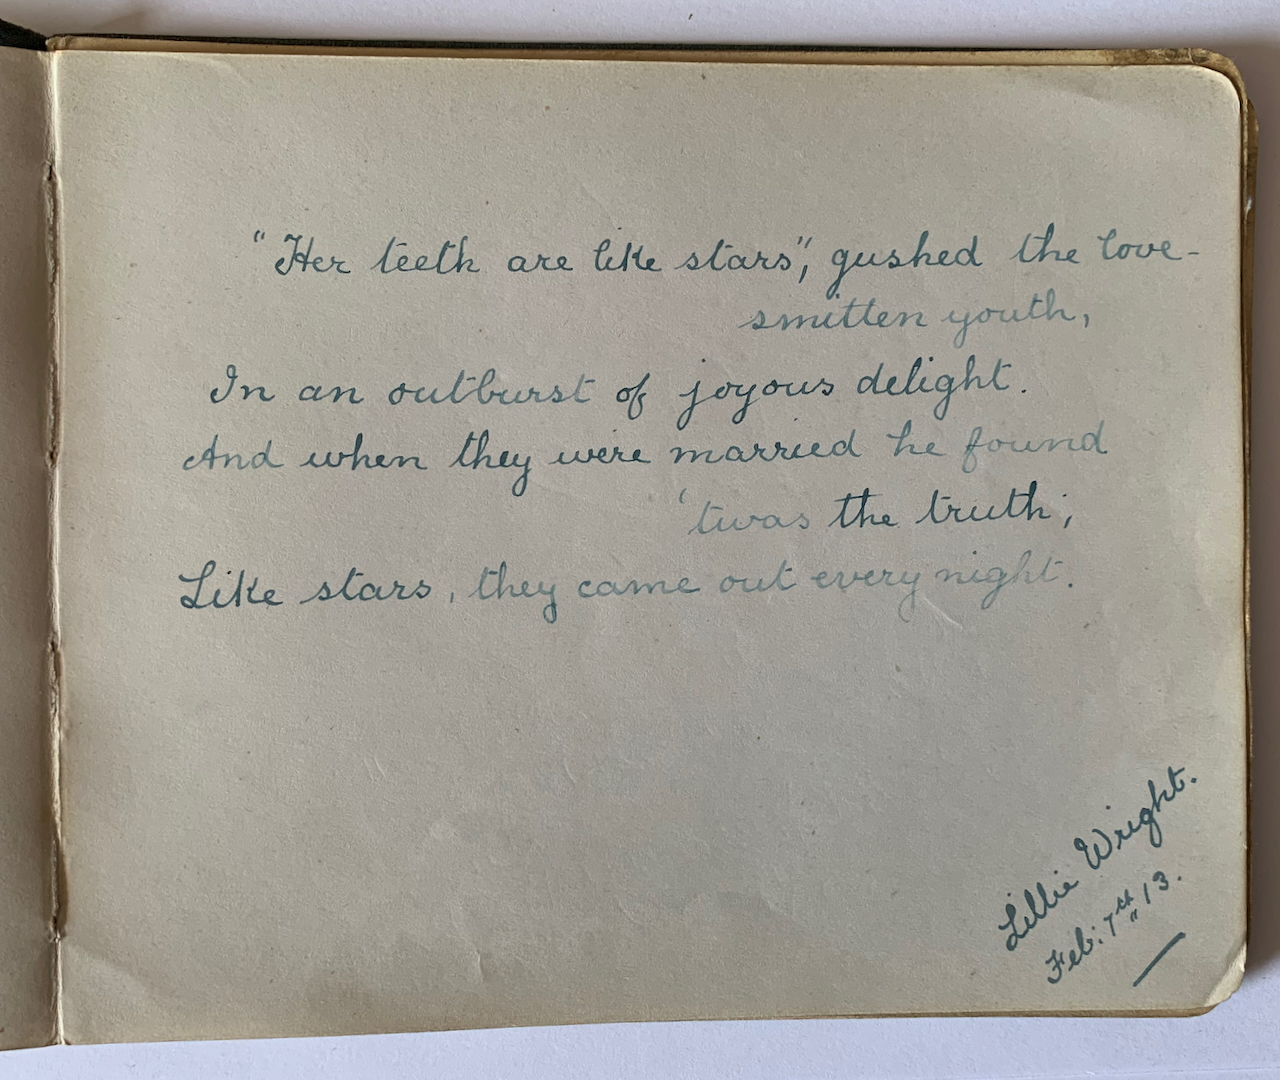 "Her teeth are like stars", gushed the love-
smitten youth,
In an outburst of joyous delight.
And when they were married he found
'twas the truth;
Like stars, they came out every night.
Lillie Wright.
Feb: 7th 13.